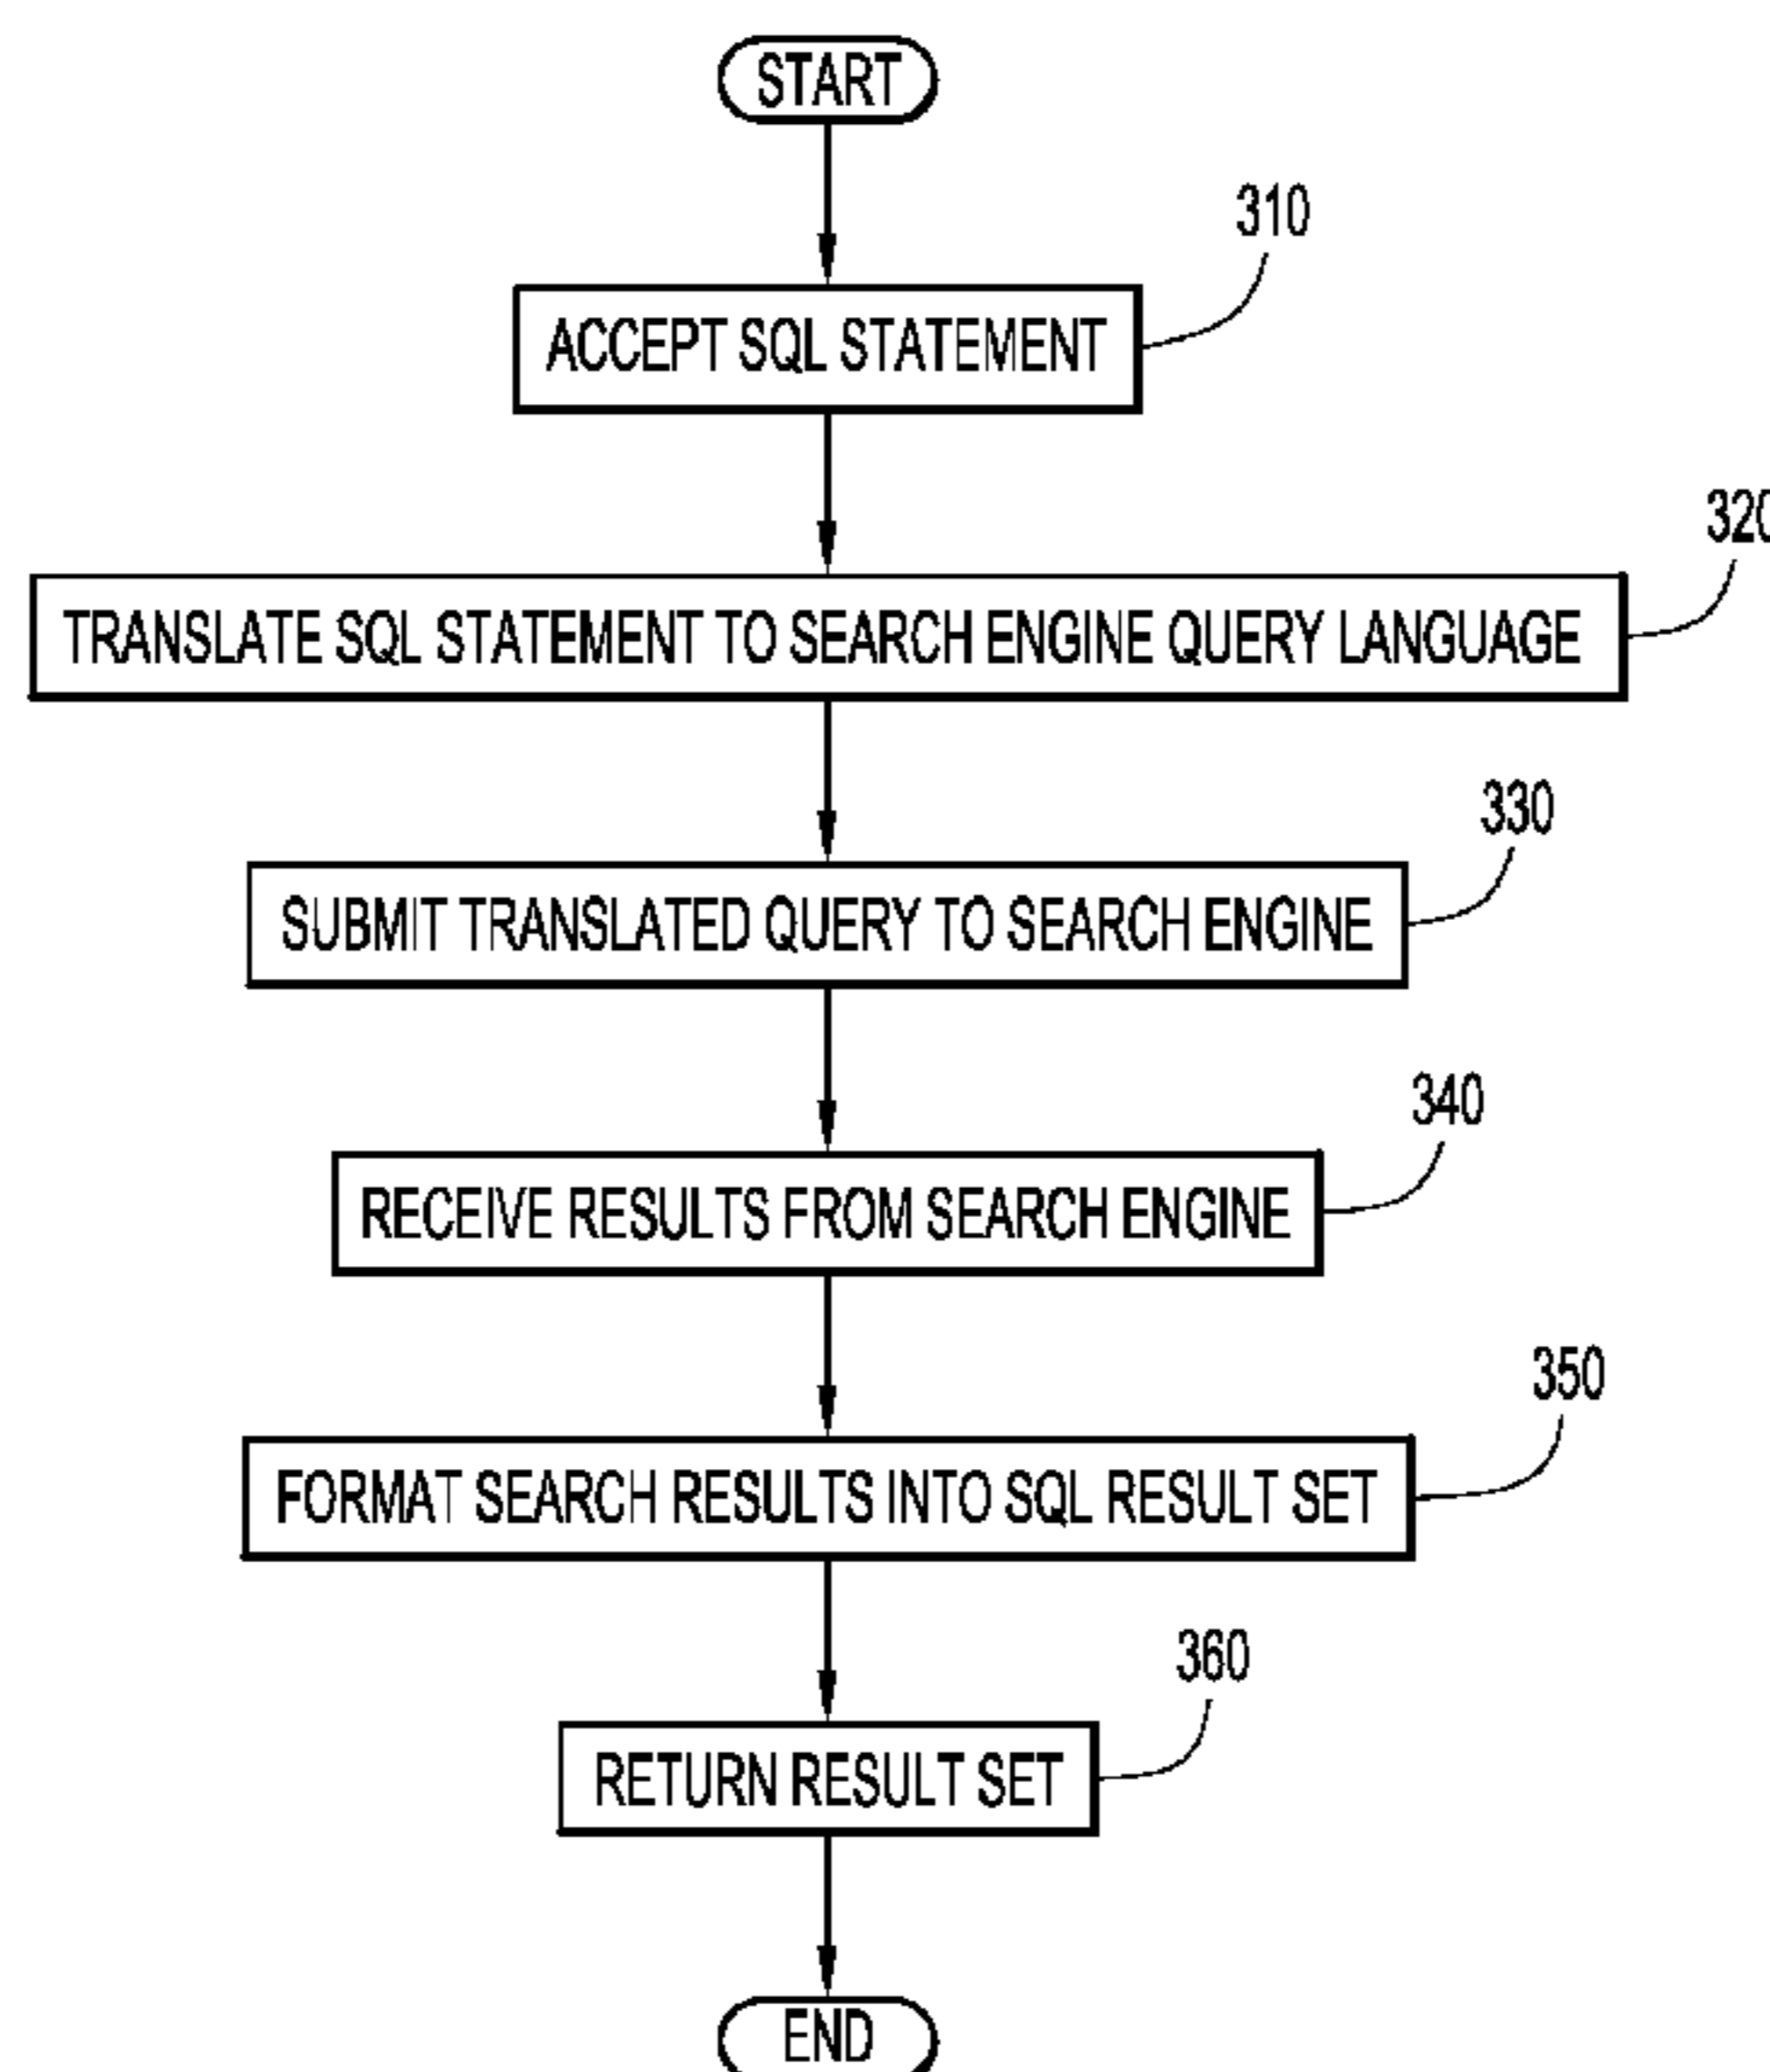 START
310
ACCEPT SQL STATEMENT
320
TRANSLATE SQL STATEMENT TO SEARCH ENGINE QUERY LANGUAGE
330
SUBMIT TRANSLATED QUERY TO SEARCH ENGINE
340
RECEIVE RESULTS FROM SEARCH ENGINE
350
FORMAT SEARCH RESULTS INTO SQL RESULT SET
360
RETURN RESULT SET
END